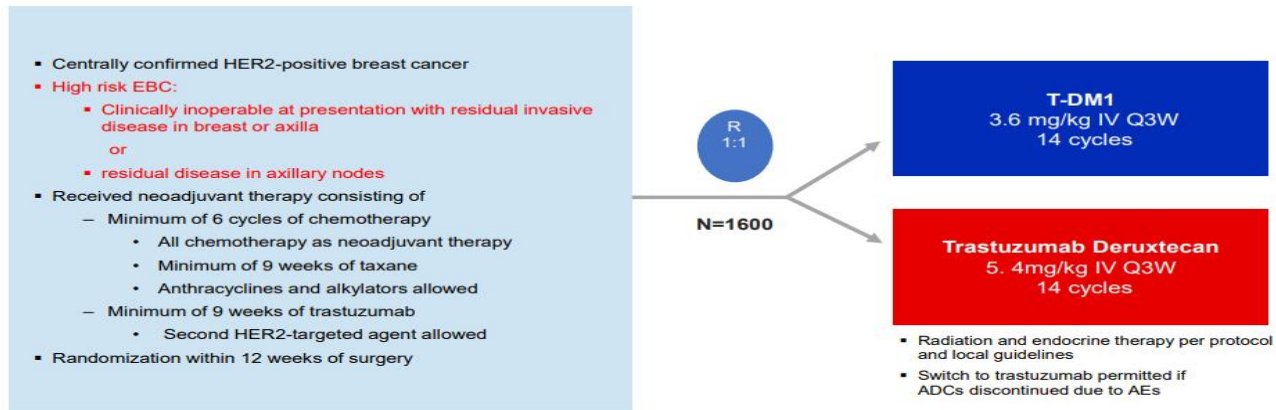 ▪ Centrally confirmed HER2-positive breast cancer
▪ High risk EBC:
▪ Clinically inoperable at presentation with residual invasive
disease in breast or axilla
or
▪ residual disease in axillary nodes
▪ Received neoadjuvant therapy consisting of
– Minimum of 6 cycles of chemotherapy
• All chemotherapy as neoadjuvant therapy
• Minimum of 9 weeks of taxane
• Anthracyclines and alkylators allowed
– Minimum of 9 weeks of trastuzumab
• Second HER2-targeted agent allowed
▪ Randomization within 12 weeks of surgery
R
1:1
N=1600
T-DM1
3.6 mg/kg IV Q3W
14 cycles
Trastuzumab Deruxtecan
5. 4mg/kg IV Q3W
14 cycles
▪ Radiation and endocrine therapy per protocol
and local guidelines
▪ Switch to trastuzumab permitted if
ADCs discontinued due to AEs